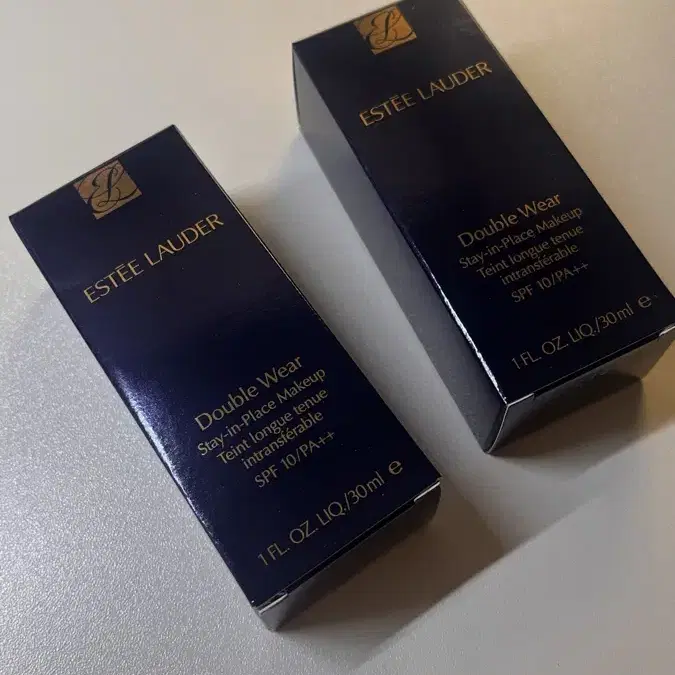 EL
ESTĒE LAUDER
Double Wear
Stay-in-Place Makeup
Teint longue tenue
intransférable
SPF 10/PA++
1 FL. OZ. LIQ./30 ml e
EL
ESTĒE LAUDER
Double Wear
Stay-in-Place Makeup
Teint longue tenue
intransférable
SPF 10/PA++
1 FL. OZ. LIQ./30 ml e